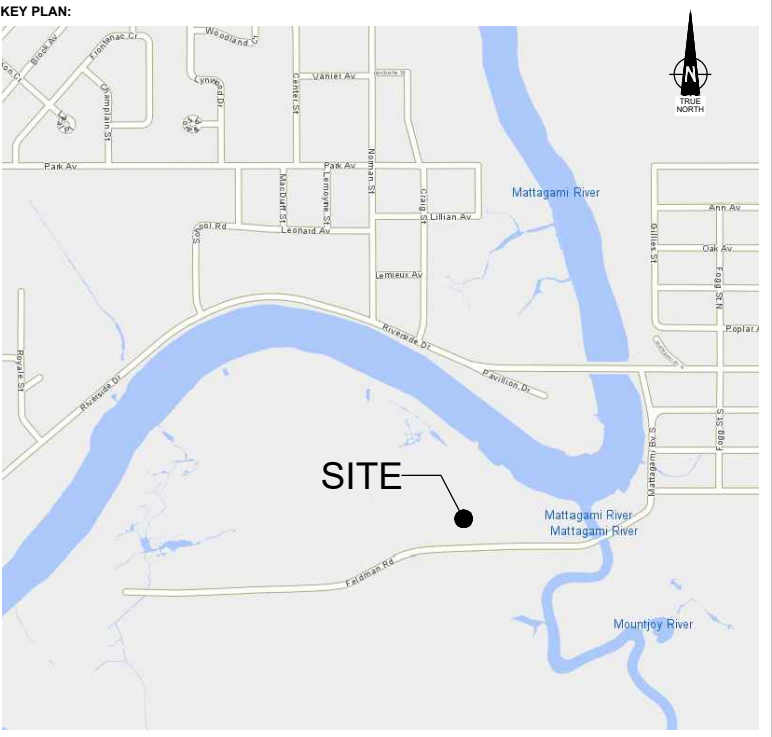 KEY PLAN:
N
TRUE
NORTH
Brook Av
Frontenac Cr
Woodland C
Champlain St
Lynwood Dr
Center St
Vanier Av
Park Av
Park Av
MacDuff St
Lemoyne St
Norman St
Craig St
Lillian Av
School Rd
Leonard Av
Lemieux Av
Mattagami River
Ann Av
Gillies St
Oak Av
Fogg St N
Poplar A
Riverside Dr
Pavillion Dr
Royale St
Riverside Dr
Fogg St S
Mattagami Bv S
SITE
Mattagami River
Mattagami River
Feldman Rd
Mountjoy River